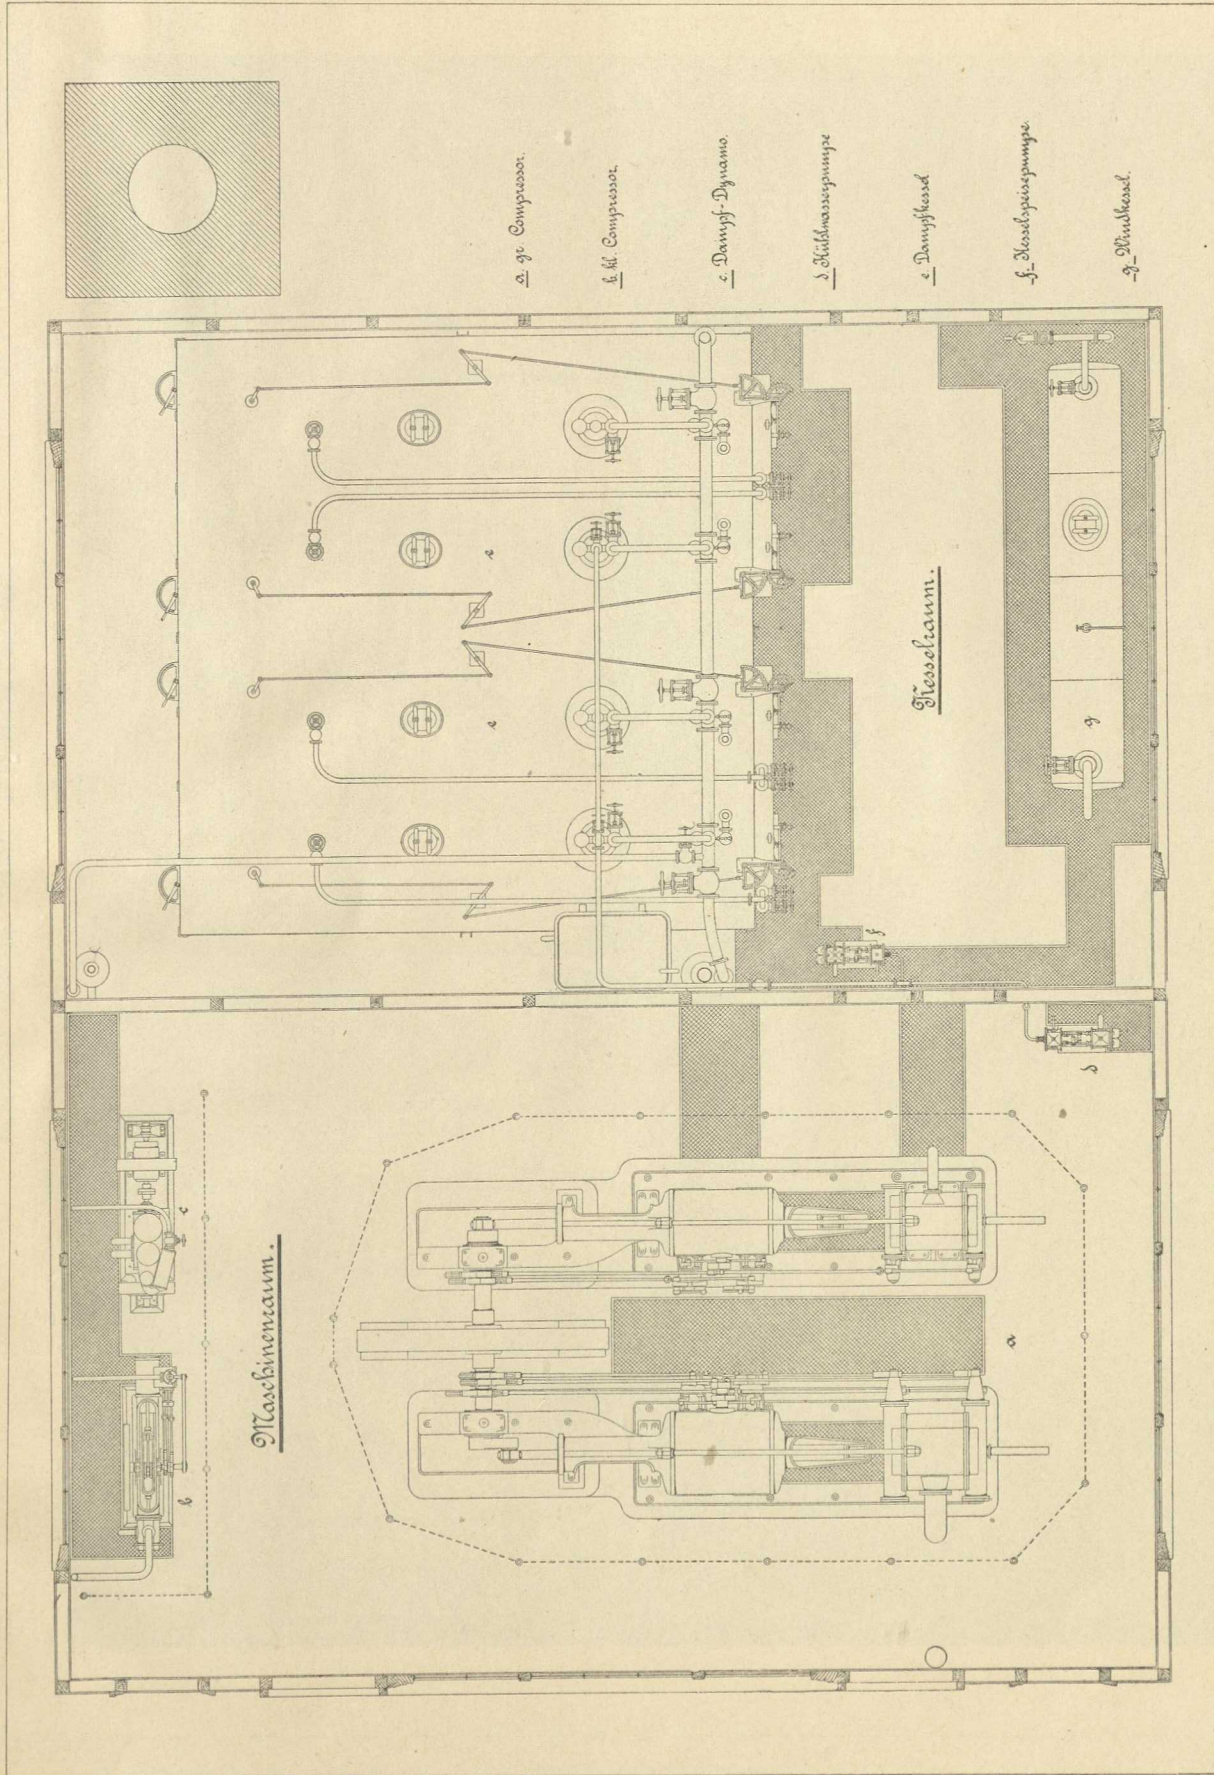 Maschinenraum.
Kesselraum.
a gr Compressor.
b. kl. Compressor.
c. Dampf-Dynamo.
d. Kühlwasserpumpe
e Dampfkessel
f. Kesselspeisepumpe.
g. Windkessel.
b
c
a
d
e
e
f
g